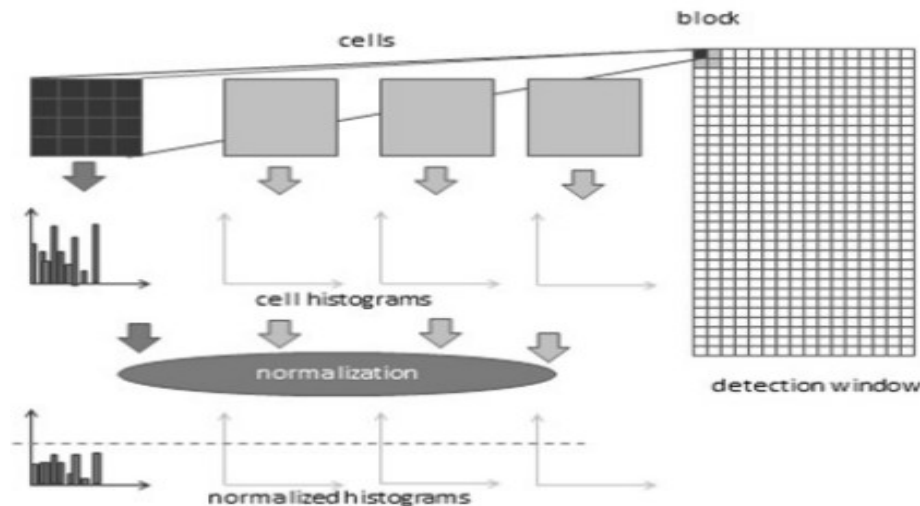 block
cells
cell histograms
normalization
detection window
normalized histograms